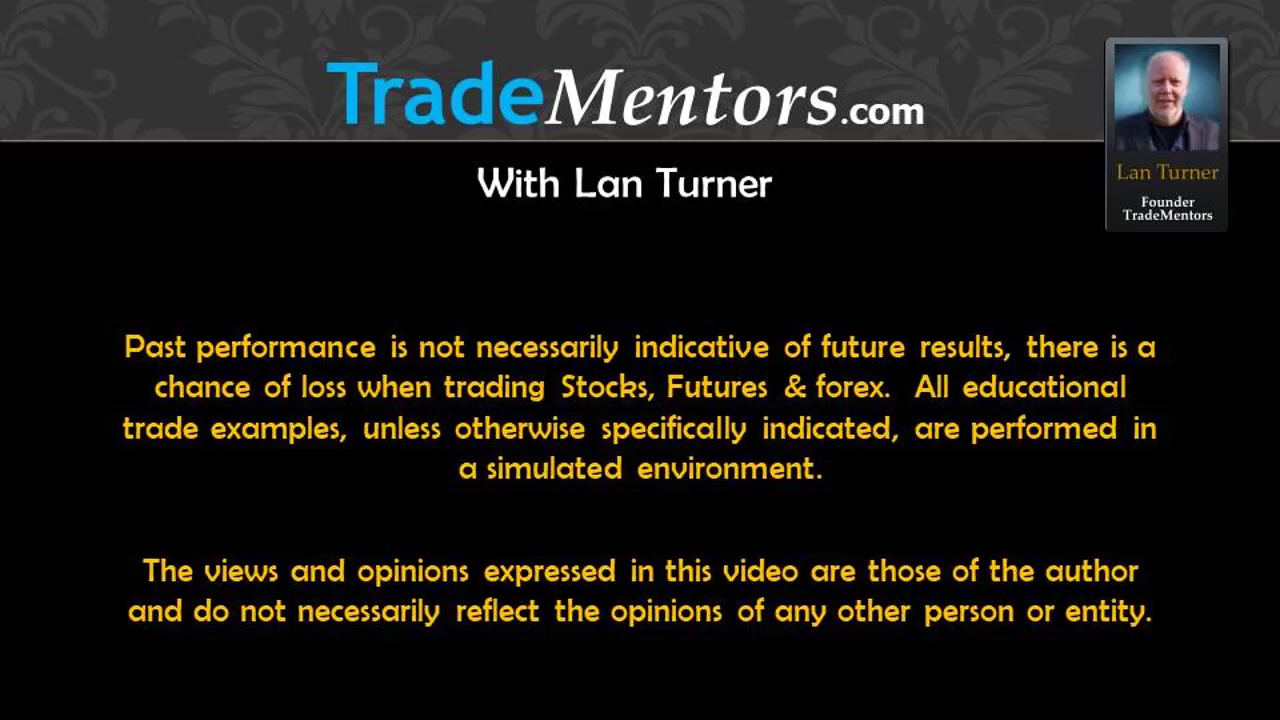 TradeMentors.com
With Lan Turner
Lan Turner
Founder
TradeMentors
Past performance is not necessarily indicative of future results, there is a
chance of loss when trading Stocks, Futures & forex. All educational
trade examples, unless otherwise specifically indicated, are performed in
a simulated environment.
The views and opinions expressed in this video are those of the author
and do not necessarily reflect the opinions of any other person or entity.